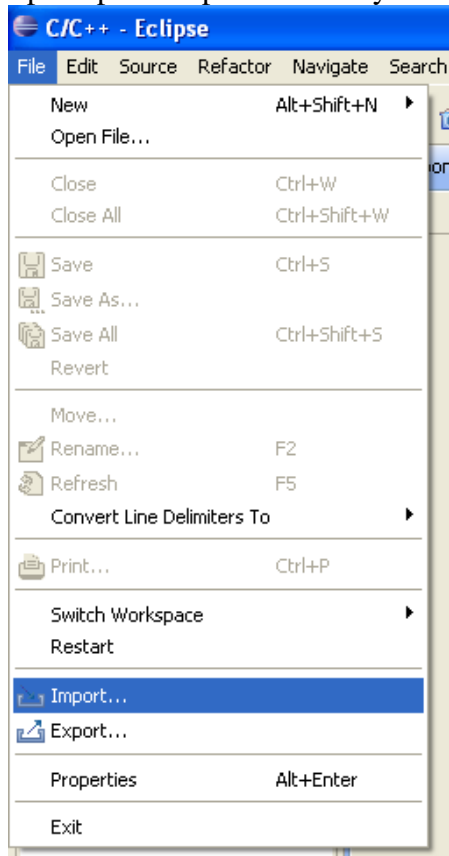 C/C++ - Eclipse
File Edit Source Refactor Navigate Search
New Alt+Shift+N
Open File...
Close Ctrl+W
Close All Ctrl+Shift+W
Save Ctrl+S
Save As...
Save All Ctrl+Shift+S
Revert
Move...
Rename... F2
Refresh F5
Convert Line Delimiters To
Print... Ctrl+P
Switch Workspace
Restart
Import...
Export...
Properties Alt+Enter
Exit